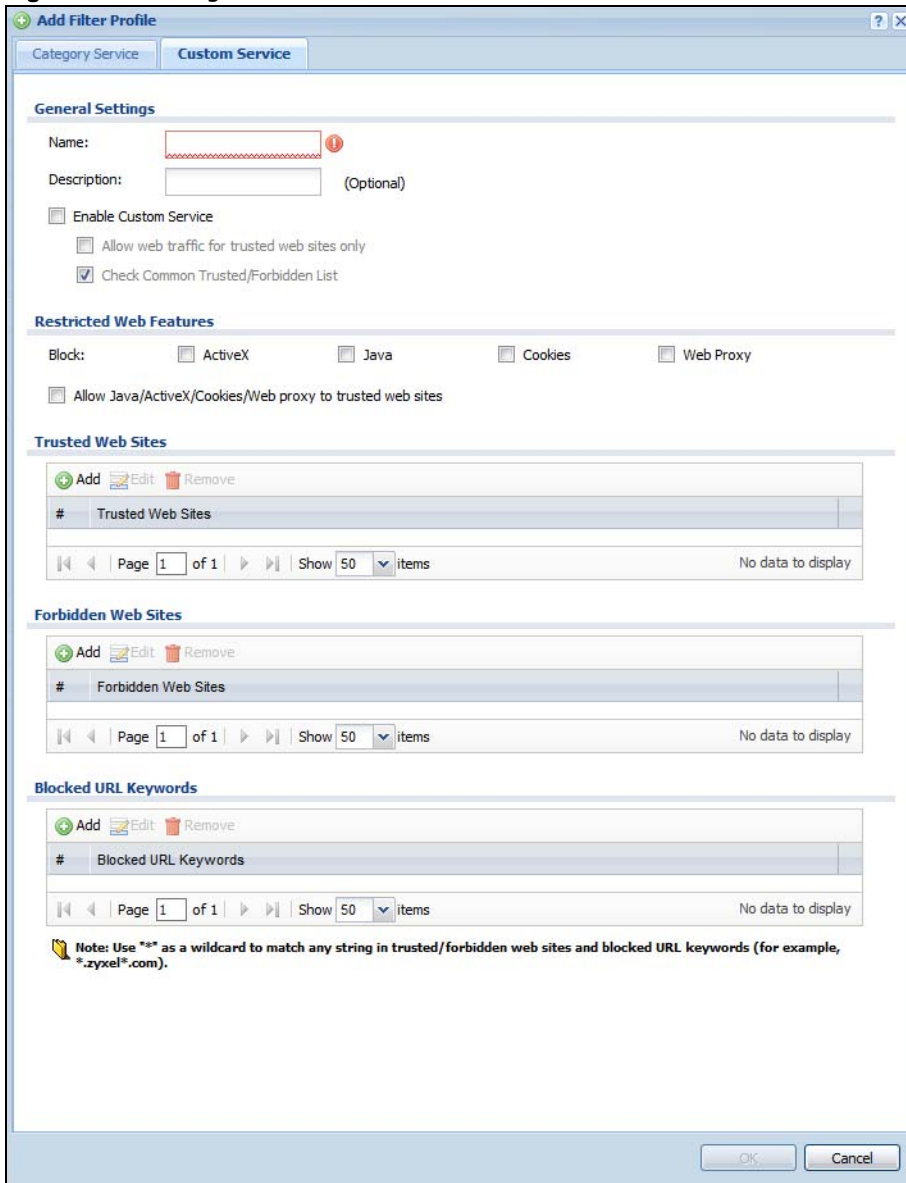 Add Filter Profile
Category Service Custom Service
General Settings
Name:
Description: (Optional)
Enable Custom Service
Allow web traffic for trusted web sites only
Check Common Trusted/Forbidden List
Restricted Web Features
Block: ActiveX Java Cookies Web Proxy
Allow Java/ActiveX/Cookies/Web proxy to trusted web sites
Trusted Web Sites
Add Edit Remove
# Trusted Web Sites
Page 1 of 1 Show 50 items No data to display
Forbidden Web Sites
Add Edit Remove
# Forbidden Web Sites
Page 1 of 1 Show 50 items No data to display
Blocked URL Keywords
Add Edit Remove
# Blocked URL Keywords
Page 1 of 1 Show 50 items No data to display
Note: Use "*" as a wildcard to match any string in trusted/forbidden web sites and blocked URL keywords (for example,
*.zyxel*.com).
OK Cancel